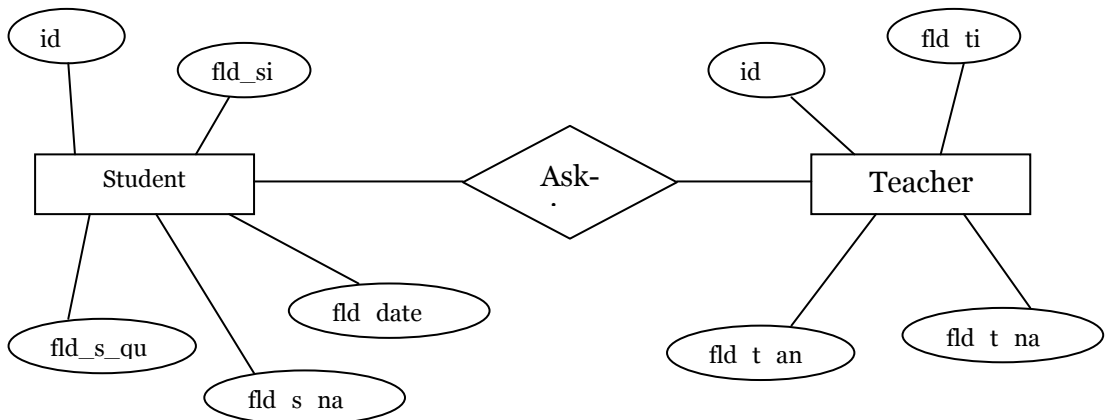 id
fld_si
id
fld ti
Student
Ask-
Teacher
fld_s_qu
fld s na
fld date
fld t an
fld t na